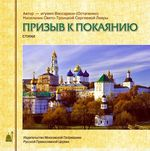 Автор — игумен Виссарион (Остапенко)
Насельник Свято-Троицкой Сергиевой Лавры
ПРИЗЫВ К ПОКАЯНИЮ
СТИХИ
Издательство Московской Патриархии
Русской Православной Церкви